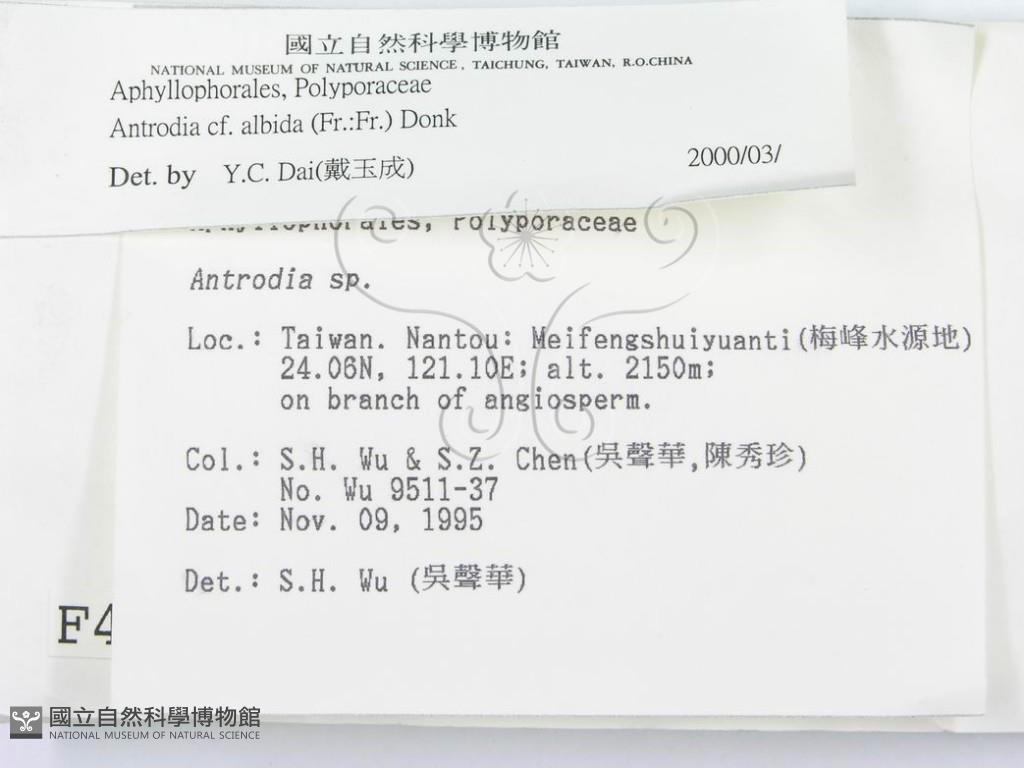 國立自然科學博物館
NATIONAL MUSEUM OF NATURAL SCIENCE, TAICHUNG, TAIWAN, R.O.CHINA
Aphyllophorales, Polyporaceae
Antrodia cf. albida (Fr.:Fr.) Donk
Det. by Y.C. Dai(戴玉成) 2000/03/
Aphyllophorales, Polyporaceae
Antrodia sp.
Loc.: Taiwan. Nantou: Meifengshuiyuanti(梅峰水源地)
24.06N, 121.10E; alt. 2150m;
on branch of angiosperm.
Col.: S.H. Wu & S.Z. Chen(吳聲華,陳秀珍)
No. Wu 9511-37
Date: Nov. 09, 1995
Det.: S.H. Wu (吳聲華)
F4
國立自然科學博物館
NATIONAL MUSEUM OF NATURAL SCIENCE